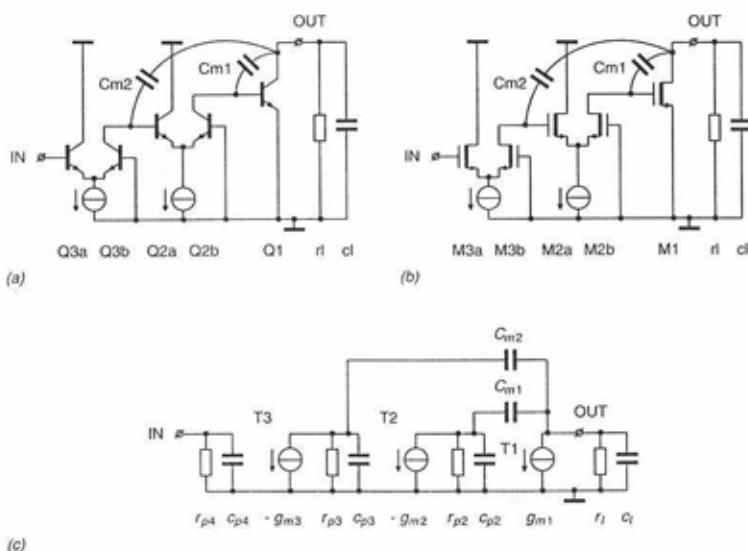 OUT
Cm2
Cm1
IN
Q3a Q3b Q2a Q2b Q1 rl cl
(a)
OUT
Cm2
Cm1
IN
M3a M3b M2a M2b M1 rl cl
(b)
Cm2
Cm1
T3 T2 OUT
IN
T1
rp4 cp4 - gm3 rp3 cp3 - gm2 rp2 cp2 gm1 rl cl
(c)